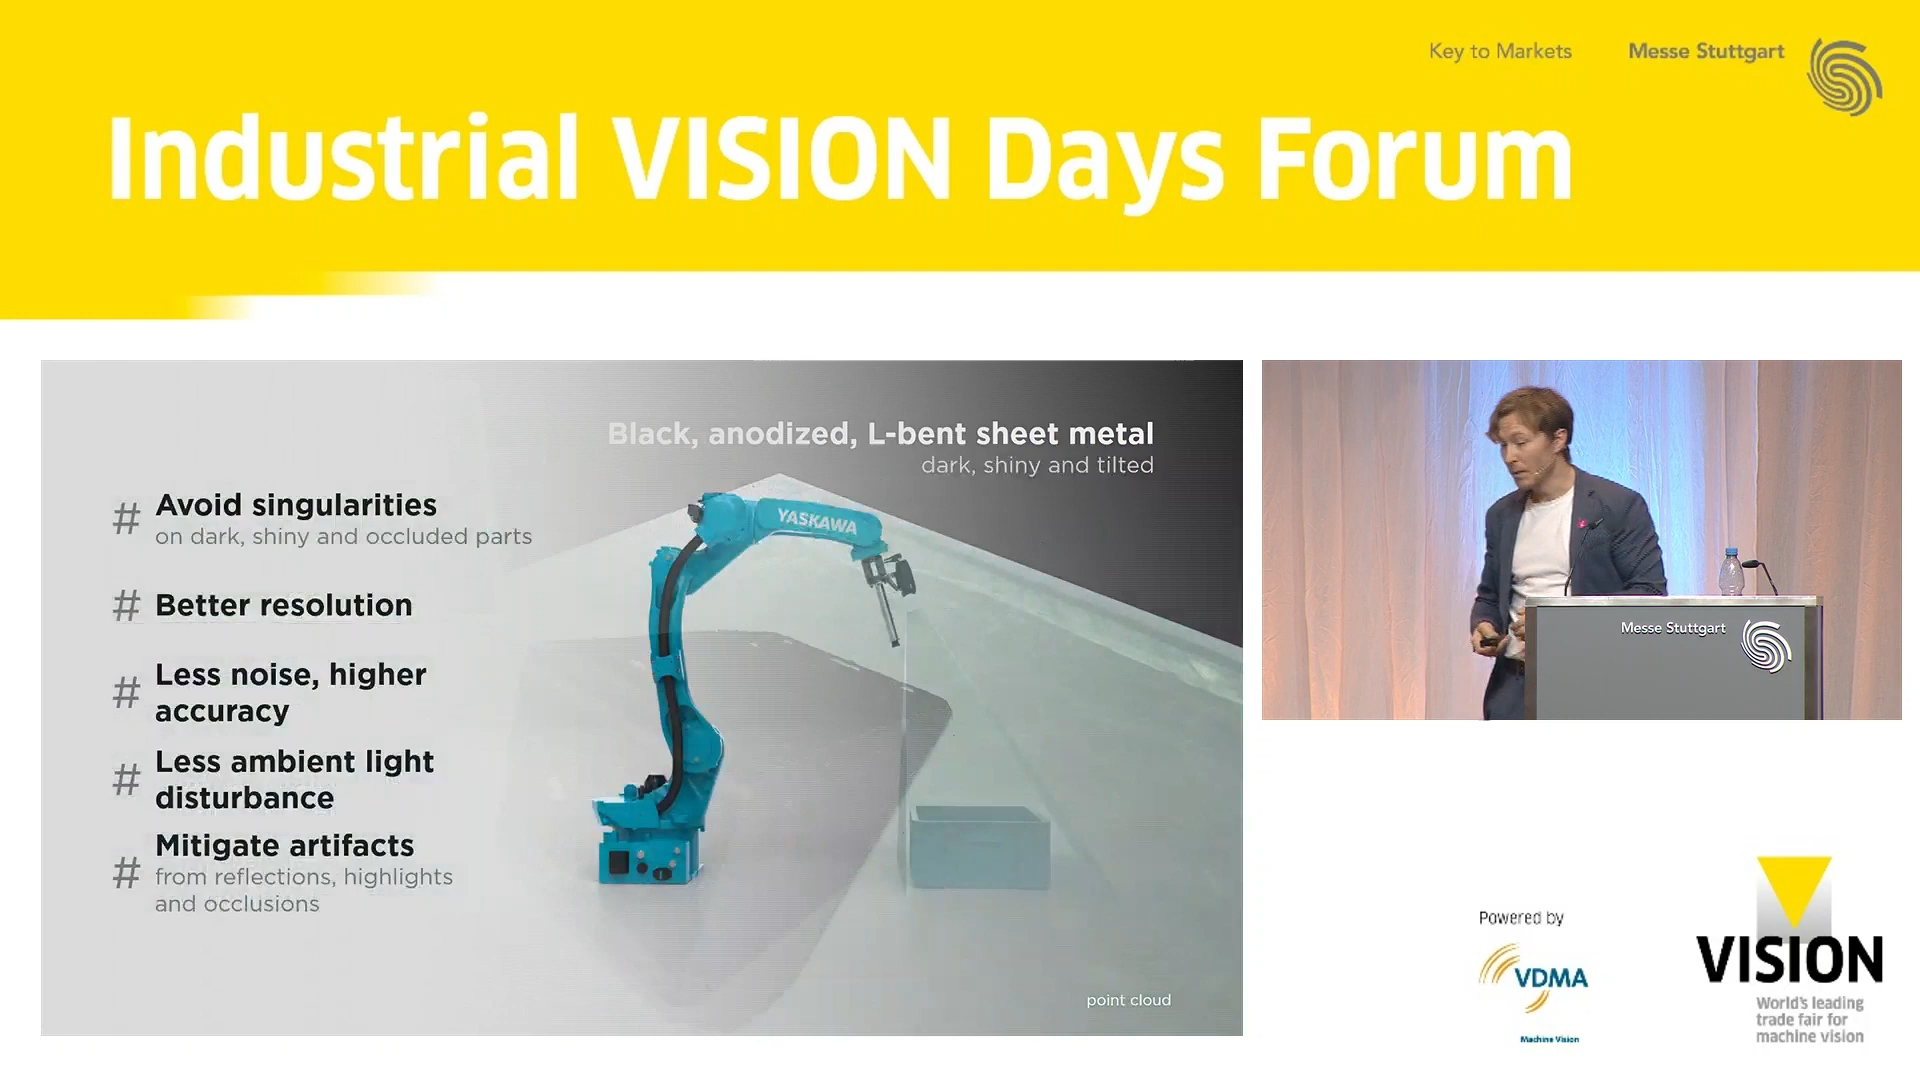 Key to Markets
Messe Stuttgart
Industrial VISION Days Forum
Black, anodized, L-bent sheet metal
dark, shiny and tilted
# Avoid singularities
on dark, shiny and occluded parts
# Better resolution
# Less noise, higher
accuracy
# Less ambient light
disturbance
# Mitigate artifacts
from reflections, highlights
and occlusions
YASKAWA
point cloud
Messe Stuttgart
Powered by
VDMA
Machine Vision
VISION
World's leading
trade fair for
machine vision